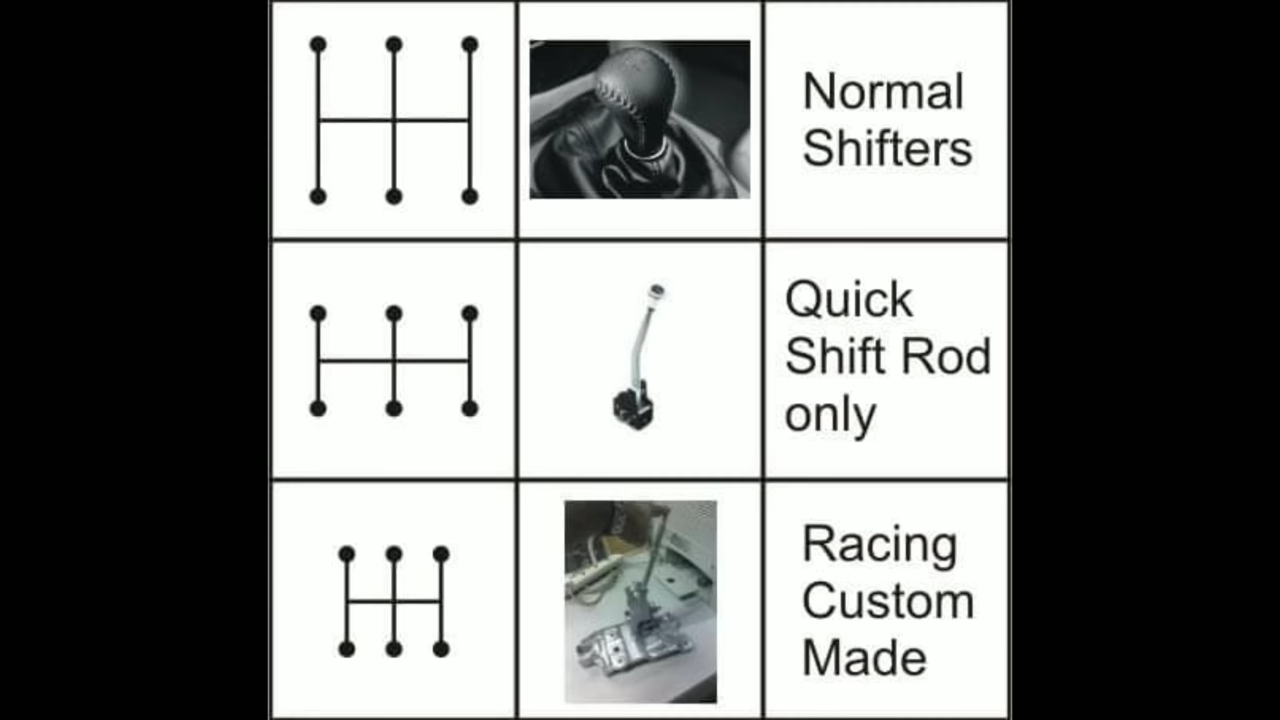 Normal
Shifters
Quick
Shift Rod
only
Racing
Custom
Made